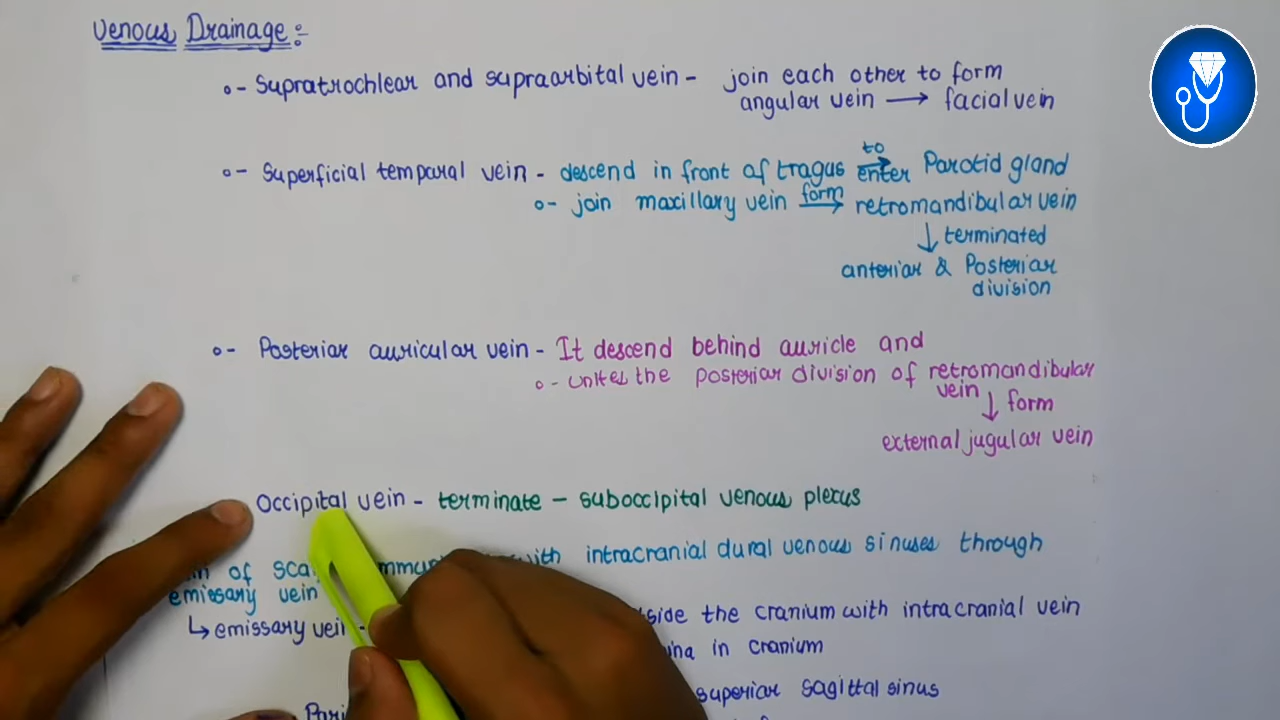 Venous Drainage:-
o- Supratrochlear and supraorbital vein - join each other to form
angular vein → facial vein
o- Superficial temporal vein - descend in front of tragus to → enter Parotid gland
o- join maxillary vein form → retromandibular vein
↓ terminated
anterior & Posterior
division
o- Posterior auricular vein - It descend behind auricle and
o- unites the posterior division of retromandibular
vein ↓ form
external jugular vein
Occipital vein - terminate - suboccipital venous plexus
of with intracranial dural venous sinuses through
emissary vein
↳ emissary the cranium with intracranial vein
in cranium
superior sagittal sinus